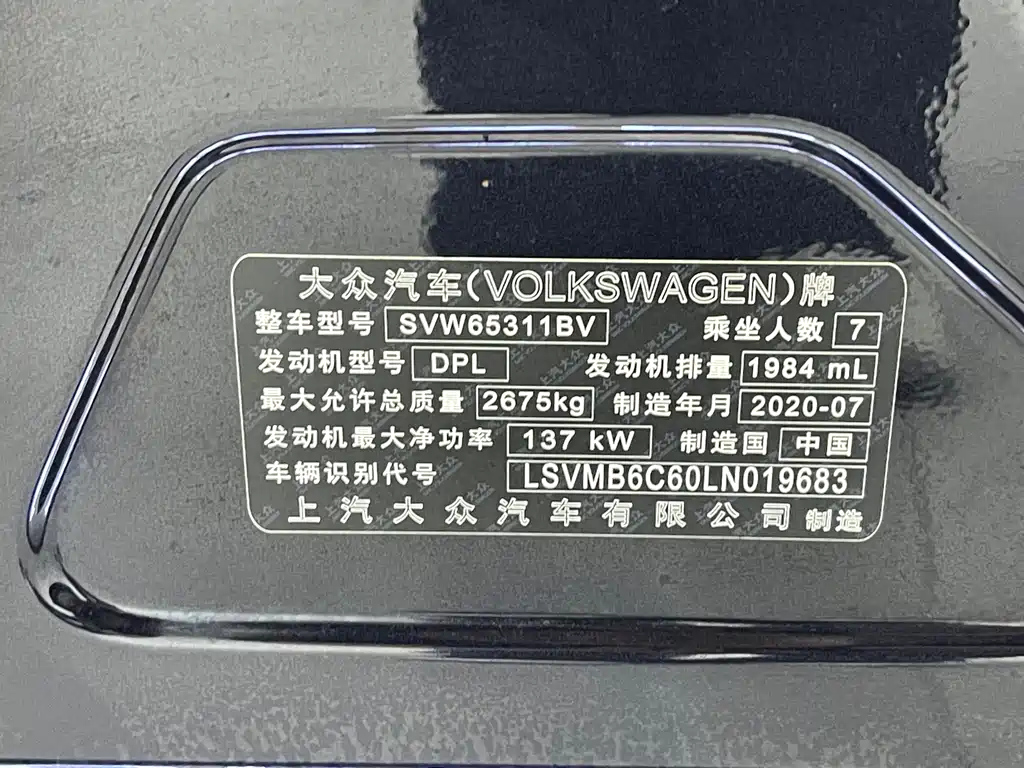 大众汽车(VOLKSWAGEN)牌
整车型号 SVW65311BV 乘坐人数 7
发动机型号 DPL 发动机排量 1984 mL
最大允许总质量 2675kg 制造年月 2020-07
发动机最大净功率 137 kW 制造国 中国
车辆识别代号 LSVMB6C60LN019683
上汽大众汽车有限公司 制造